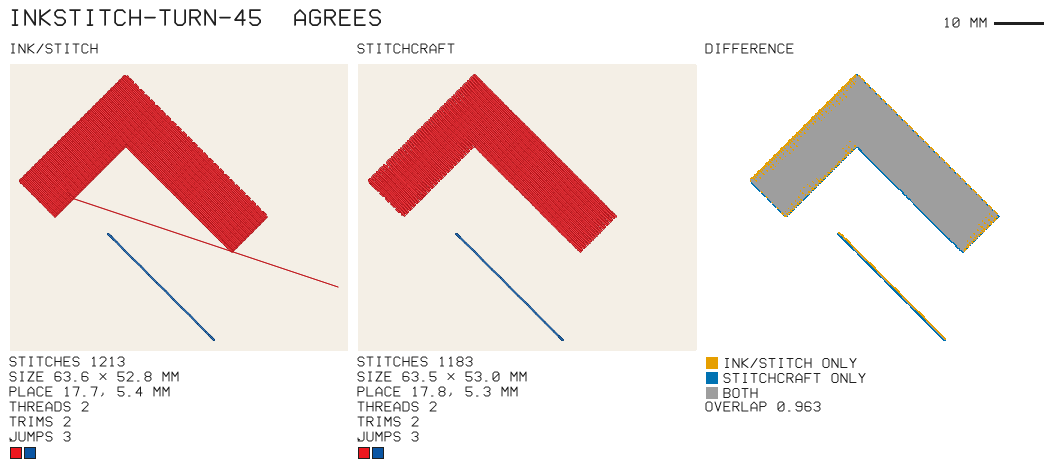 INKSTITCH-TURN-45 AGREES
10 MM
INK/STITCH
STITCHCRAFT
DIFFERENCE
STITCHES 1213
SIZE 63.6 × 52.8 MM
PLACE 17.7, 5.4 MM
THREADS 2
TRIMS 2
JUMPS 3
STITCHES 1183
SIZE 63.5 × 53.0 MM
PLACE 17.8, 5.3 MM
THREADS 2
TRIMS 2
JUMPS 3
INK/STITCH ONLY
STITCHCRAFT ONLY
BOTH
OVERLAP 0.963